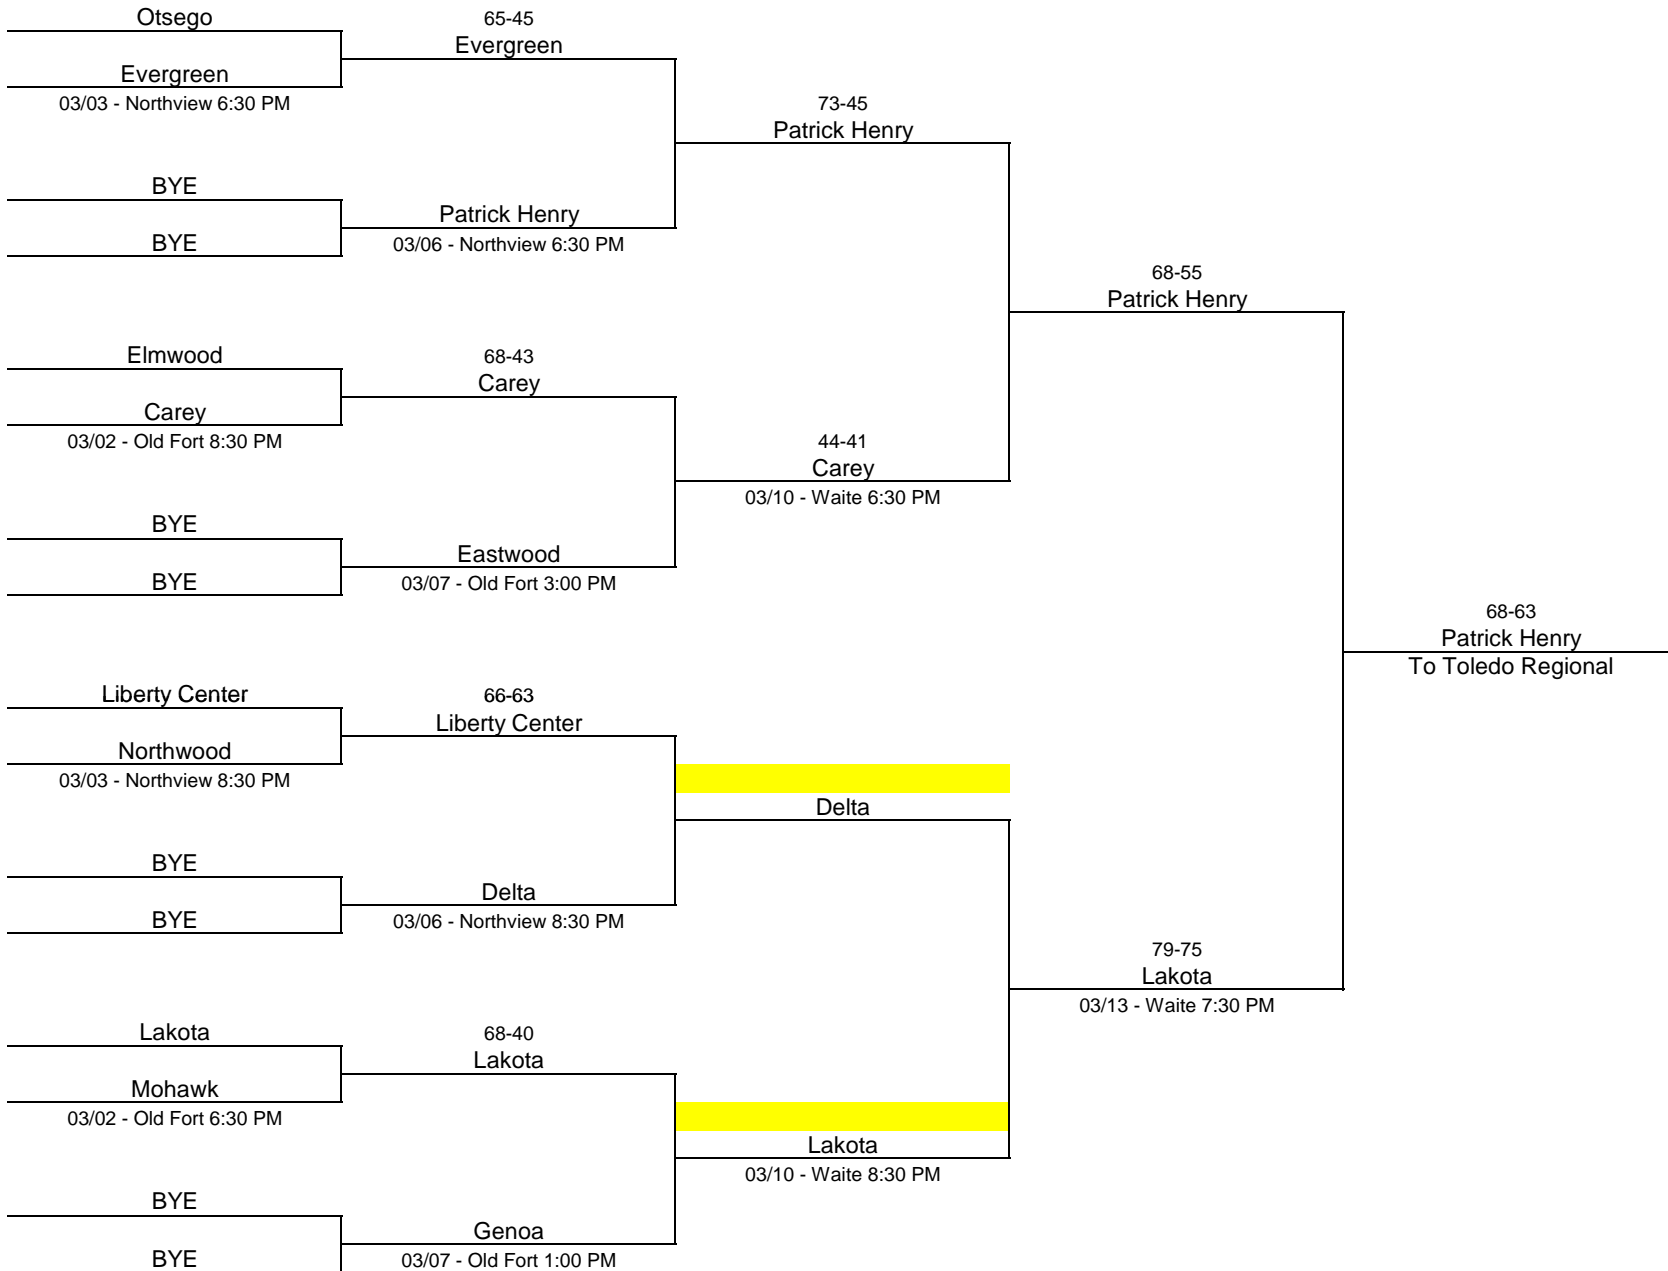 Otsego
65-45
Evergreen
Evergreen
03/03 - Northview 6:30 PM
73-45
Patrick Henry
BYE
Patrick Henry
BYE
03/06 - Northview 6:30 PM
68-55
Patrick Henry
Elmwood
68-43
Carey
Carey
03/02 - Old Fort 8:30 PM
44-41
Carey
03/10 - Waite 6:30 PM
BYE
Eastwood
BYE
03/07 - Old Fort 3:00 PM
68-63
Patrick Henry
To Toledo Regional
Liberty Center
66-63
Liberty Center
Northwood
03/03 - Northview 8:30 PM
Delta
BYE
Delta
BYE
03/06 - Northview 8:30 PM
79-75
Lakota
03/13 - Waite 7:30 PM
Lakota
68-40
Lakota
Mohawk
03/02 - Old Fort 6:30 PM
Lakota
03/10 - Waite 8:30 PM
BYE
Genoa
BYE
03/07 - Old Fort 1:00 PM